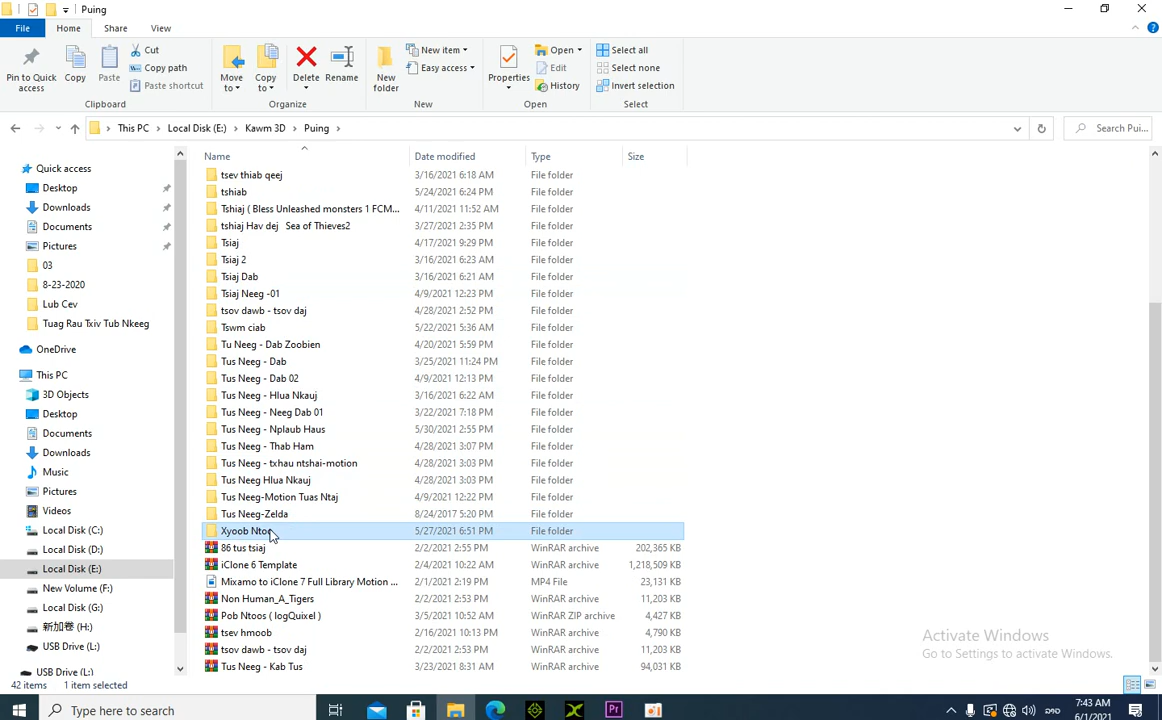 Puing
File Home Share View
Pin to Quick access
Copy
Paste
Cut
Copy path
Paste shortcut
Clipboard
Move to
Copy to
Delete
Rename
Organize
New folder
New item
Easy access
New
Properties
Open
Edit
History
Open
Select all
Select none
Invert selection
Select
This PC > Local Disk (E:) > Kawm 3D > Puing >
Search Pui...
Name Date modified Type Size
Quick access
Desktop
Downloads
Documents
Pictures
03
8-23-2020
Lub Cev
Tuag Rau Txiv Tub Nkeeg
OneDrive
This PC
3D Objects
Desktop
Documents
Downloads
Music
Pictures
Videos
Local Disk (C:)
Local Disk (D:)
Local Disk (E:)
New Volume (F:)
Local Disk (G:)
新加卷 (H:)
USB Drive (L:)
USB Drive (L:)
tsev thiab qeej 3/16/2021 6:18 AM File folder
tshiab 5/24/2021 6:24 PM File folder
Tshiaj ( Bless Unleashed monsters 1 FCM... 4/11/2021 11:52 AM File folder
tshiaj Hav dej Sea of Thieves2 3/27/2021 2:35 PM File folder
Tsiaj 4/17/2021 9:29 PM File folder
Tsiaj 2 3/16/2021 6:23 AM File folder
Tsiaj Dab 3/16/2021 6:21 AM File folder
Tsiaj Neeg -01 4/9/2021 12:23 PM File folder
tsov dawb - tsov daj 4/28/2021 2:52 PM File folder
Tswm ciab 5/22/2021 5:36 AM File folder
Tu Neeg - Dab Zoobien 4/20/2021 5:59 PM File folder
Tus Neeg - Dab 3/25/2021 11:24 PM File folder
Tus Neeg - Dab 02 4/9/2021 12:13 PM File folder
Tus Neeg - Hlua Nkauj 3/16/2021 6:22 AM File folder
Tus Neeg - Neeg Dab 01 3/22/2021 7:18 PM File folder
Tus Neeg - Nplaub Haus 5/30/2021 2:55 PM File folder
Tus Neeg - Thab Ham 4/28/2021 3:07 PM File folder
Tus Neeg - txhau ntshai-motion 4/28/2021 3:03 PM File folder
Tus Neeg Hlua Nkauj 4/28/2021 3:03 PM File folder
Tus Neeg-Motion Tuas Ntaj 4/9/2021 12:22 PM File folder
Tus Neeg-Zelda 8/24/2017 5:20 PM File folder
Xyoob Ntoo 5/27/2021 6:51 PM File folder
86 tus tsiaj 2/2/2021 2:55 PM WinRAR archive 202,365 KB
iClone 6 Template 2/4/2021 10:22 AM WinRAR archive 1,218,509 KB
Mixamo to iClone 7 Full Library Motion ... 2/1/2021 2:19 PM MP4 File 23,131 KB
Non Human_A_Tigers 2/2/2021 2:53 PM WinRAR archive 11,203 KB
Pob Ntoos ( logQuixel ) 3/5/2021 10:52 AM WinRAR ZIP archive 4,427 KB
tsev hmoob 2/16/2021 10:13 PM WinRAR archive 4,790 KB
tsov dawb - tsov daj 2/2/2021 2:53 PM WinRAR archive 11,203 KB
Tus Neeg - Kab Tus 3/23/2021 8:31 AM WinRAR archive 94,031 KB
Activate Windows
Go to Settings to activate Windows.
42 items 1 item selected
Type here to search
7:43 AM
6/1/2021